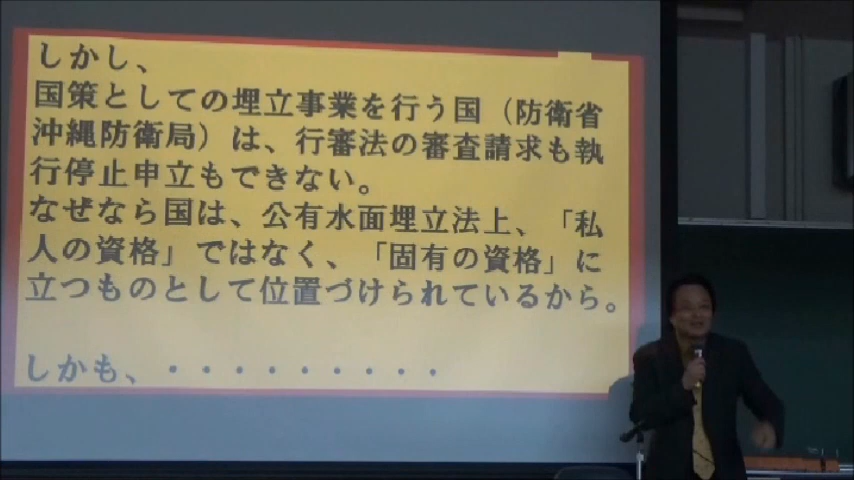 しかし、
国策としての埋立事業を行う国（防衛省
沖縄防衛局）は、行審法の審査請求も執
行停止申立もできない。
なぜなら国は、公有水面埋立法上、「私
人の資格」ではなく、「固有の資格」に
立つものとして位置づけられているから。
しかも、・・・・・・・・・